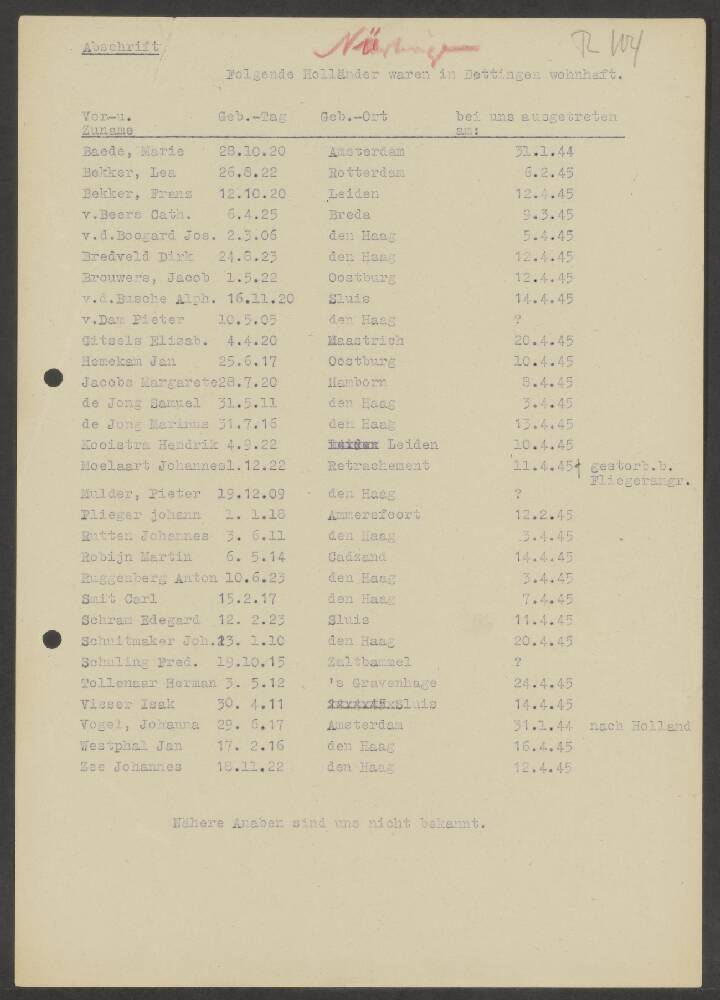 Abschrift Nürtingen R 104
Folgende Holländer waren in Dettingen wohnhaft.
Vor-u. Geb.-Tag Geb.-Ort bei uns ausgetreten
Zuname am:
Baede, Marie 28.10.20 Amsterdam 31.1.44
Bekker, Lea 26.8.22 Rotterdam 6.2.45
Bekker, Franz 12.10.20 Leiden 12.4.45
v.Beers Cath. 6.4.25 Breda 9.3.45
v.d.Boogard Jos. 2.3.06 den Haag 5.4.45
Bredveld Dirk 24.8.23 den Haag 12.4.45
Brouwers, Jacob 1.5.22 Oostburg 12.4.45
v.d.Busche Alph. 16.11.20 Sluis 14.4.45
v.Dam Pieter 10.5.05 den Haag ?
Gitsels Elisab. 4.4.20 Maastrich 20.4.45
Hemekam Jan 25.6.17 Oostburg 10.4.45
Jacobs Margarete28.7.20 Hamborn 8.4.45
de Jong Samuel 31.5.11 den Haag 3.4.45
de Jong Marinus 31.7.16 den Haag 13.4.45
Kooistra Hendrik 4.9.22 Leiden 10.4.45
Moelaart Johannes1.12.22 Retrachement 11.4.45+ gestorb.b.
Fliegerangr.
Mulder, Pieter 19.12.09 den Haag ?
Plieger johann 1. 1.18 Ammersfoort 12.2.45
Rutten Johannes 3. 6.11 den Haag 3.4.45
Robijn Martin 6. 5.14 Cadzand 14.4.45
Ruggenberg Anton 10.6.23 den Haag 3.4.45
Smit Carl 15.2.17 den Haag 7.4.45
Schram Edegard 12. 2.23 Sluis 11.4.45
Schuitmaker Joh.23. 1.10 den Haag 20.4.45
Schuling Fred. 19.10.15 Zaltbammel ?
Tollenaar Herman 3. 5.12 's Gravenhage 24.4.45
Visser Isak 30. 4.11 Sluis 14.4.45
Vogel, Johanna 29. 6.17 Amsterdam 31.1.44 nach Holland
Westphal Jan 17. 2.16 den Haag 16.4.45
Zee Johannes 18.11.22 den Haag 12.4.45
Nähere Anaben sind uns nicht bekannt.